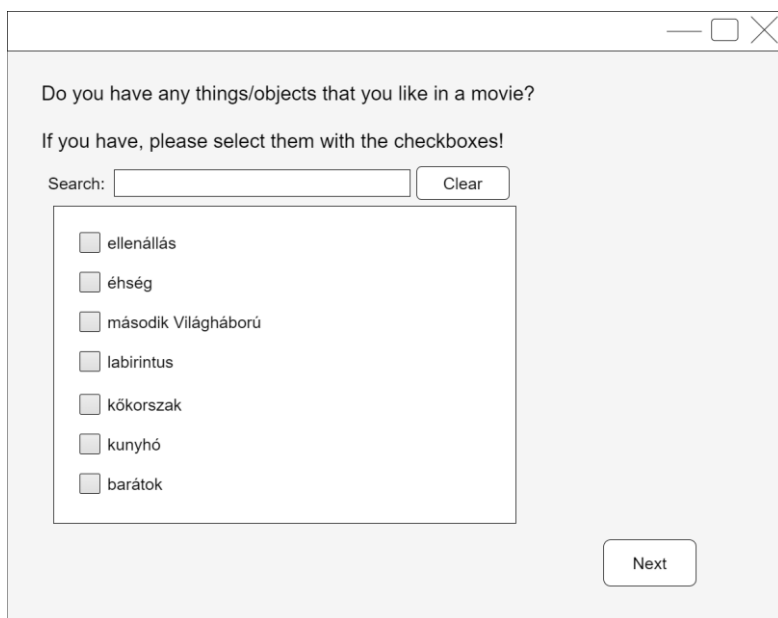 Do you have any things/objects that you like in a movie?
If you have, please select them with the checkboxes!
Search: Clear
ellenállás
éhség
második Világháború
labirintus
kőkorszak
kunyhó
barátok
Next